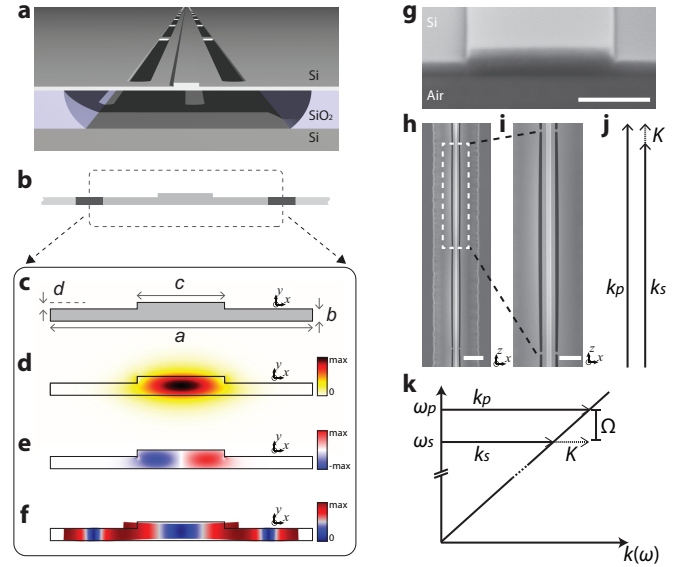 a
Si
SiO₂
Si
b
c
d
c
y
x
b
a
d
y
x
max
0
e
y
x
max
-max
f
y
x
max
0
g
Si
Air
h
i
j
K
kp
ks
z
x
z
x
k
ωp
kp
Ω
ωs
ks
K
k(ω)